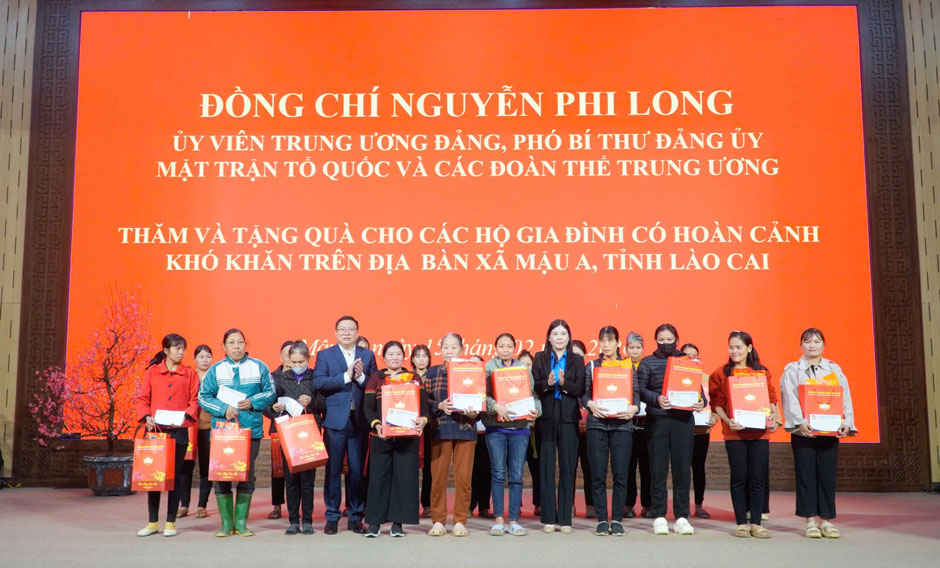 ĐỒNG CHÍ NGUYỄN PHI LONG
ỦY VIÊN TRUNG ƯƠNG ĐẢNG, PHÓ BÍ THƯ ĐẢNG ỦY
MẶT TRẬN TỔ QUỐC VÀ CÁC ĐOÀN THỂ TRUNG ƯƠNG
THĂM VÀ TẶNG QUÀ CHO CÁC HỘ GIA ĐÌNH CÓ HOÀN CẢNH
KHÓ KHĂN TRÊN ĐỊA BÀN XÃ MẬU A, TỈNH LÀO CAI